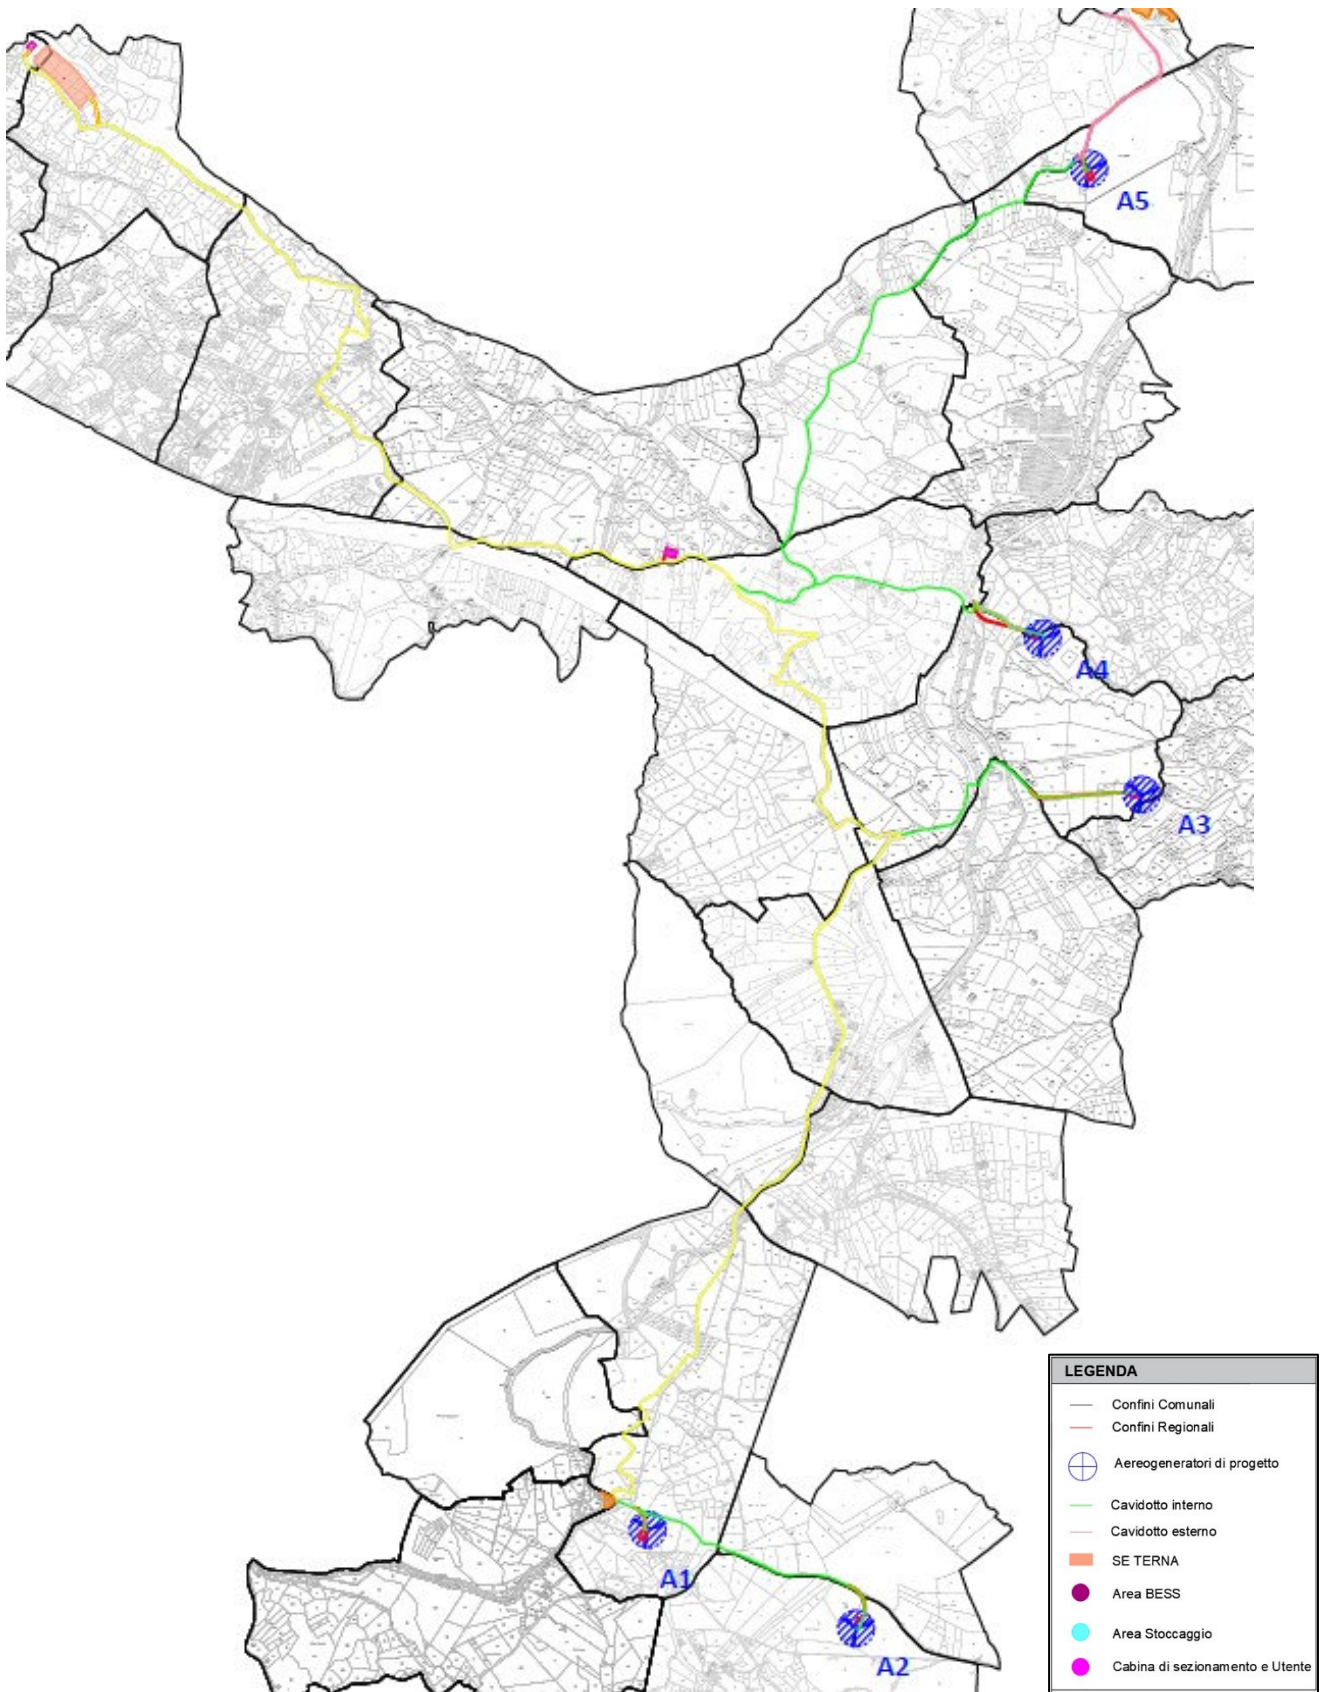 A5
A4
A3
A1
A2
LEGENDA
Confini Comunali
Confini Regionali
Aereogeneratori di progetto
Cavidotto interno
Cavidotto esterno
SE TERNA
Area BESS
Area Stoccaggio
Cabina di sezionamento e Utente